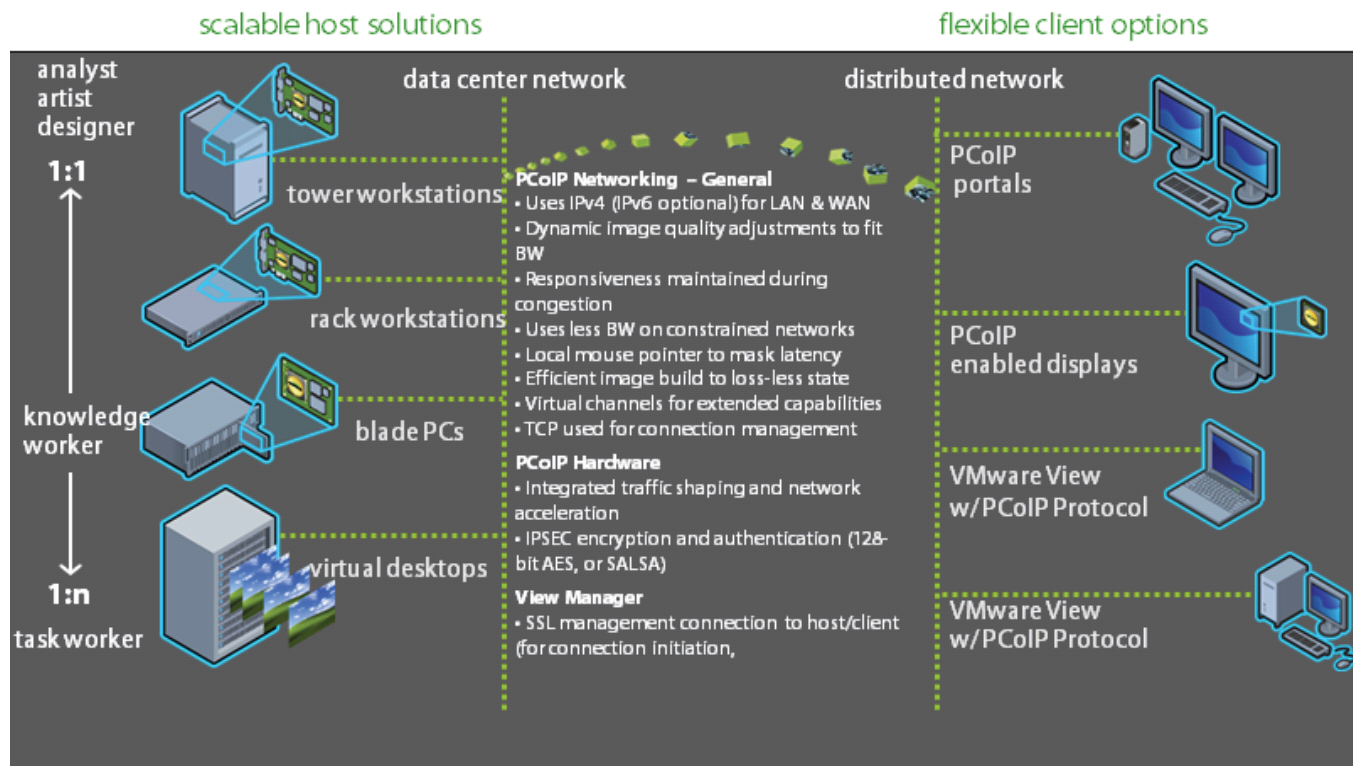 scalable host solutions
flexible client options
analyst
artist
designer
1:1
knowledge
worker
1:n
task worker
data center network
distributed network
tower workstations
rack workstations
blade PCs
virtual desktops
PCoIP Networking – General
• Uses IPv4 (IPv6 optional) for LAN & WAN
• Dynamic image quality adjustments to fit
BW
• Responsiveness maintained during
congestion
• Uses less BW on constrained networks
• Local mouse pointer to mask latency
• Efficient image build to loss-less state
• Virtual channels for extended capabilities
• TCP used for connection management
PCoIP Hardware
• Integrated traffic shaping and network
acceleration
• IPSEC encryption and authentication (128-
bit AES, or SALSA)
View Manager
• SSL management connection to host/client
(for connection initiation,
PCoIP
portals
PCoIP
enabled displays
VMware View
w/PCoIP Protocol
VMware View
w/PCoIP Protocol